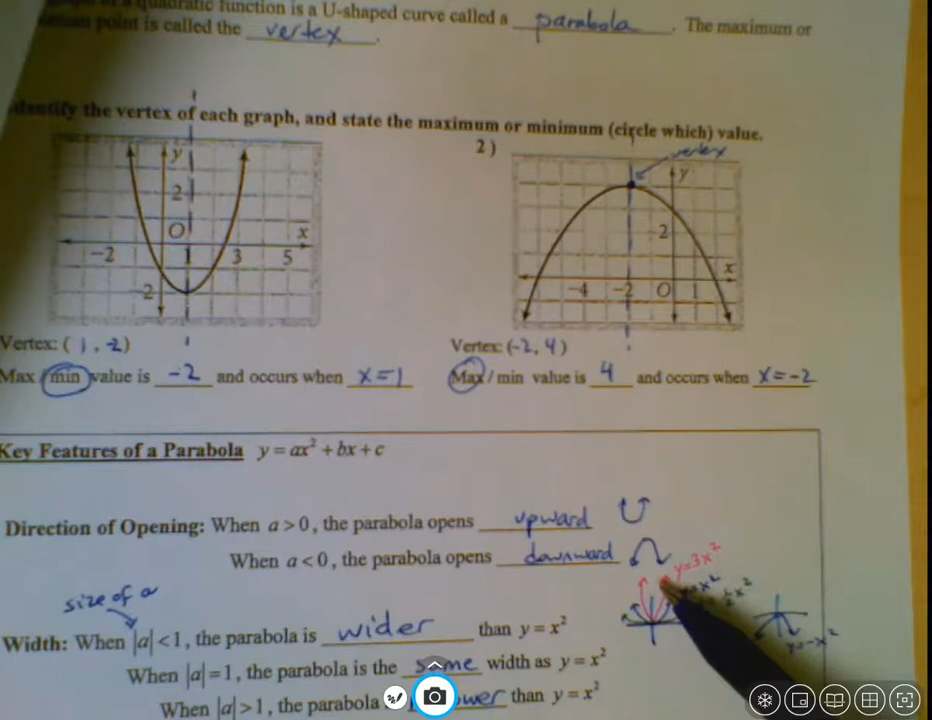 quadratic function is a U-shaped curve called a parabola. The maximum or
point is called the vertex.
identify the vertex of each graph, and state the maximum or minimum (circle which) value.
2)
vertex
y
2
O
x
-2 1 3 5
-2
y
2
x
-4 -2 O 1
Vertex: (1, -2)
Vertex: (-2, 4)
Max min value is -2 and occurs when x=1
Max / min value is 4 and occurs when x=-2
Key Features of a Parabola y = ax² + bx + c
Direction of Opening: When a > 0, the parabola opens upward
When a < 0, the parabola opens downward
y=3x²
size of a
Width: When |a| < 1, the parabola is wider than y = x²
y=-x²
When |a| = 1, the parabola is the same width as y = x²
When |a| > 1, the parabola than y = x²